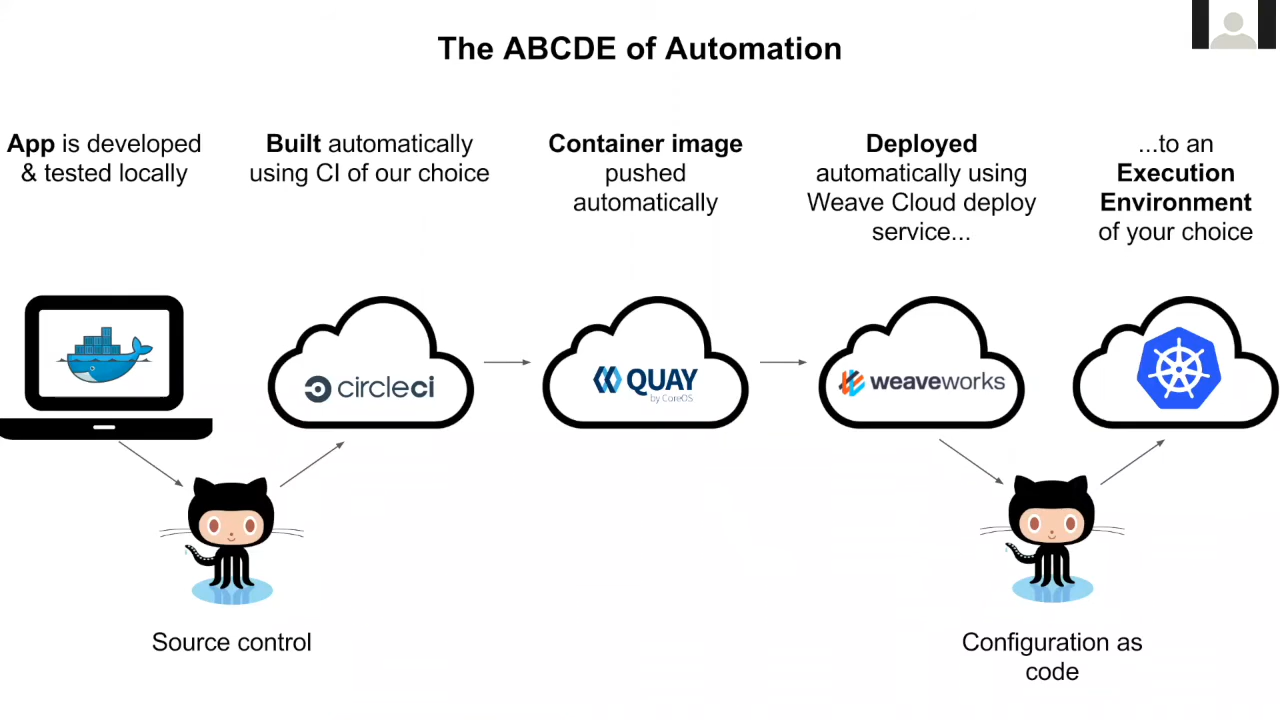 The ABCDE of Automation
App is developed
& tested locally
Built automatically
using CI of our choice
Container image
pushed
automatically
Deployed
automatically using
Weave Cloud deploy
service...
...to an
Execution
Environment
of your choice
circleci
QUAY
by CoreOS
weaveworks
Source control
Configuration as
code